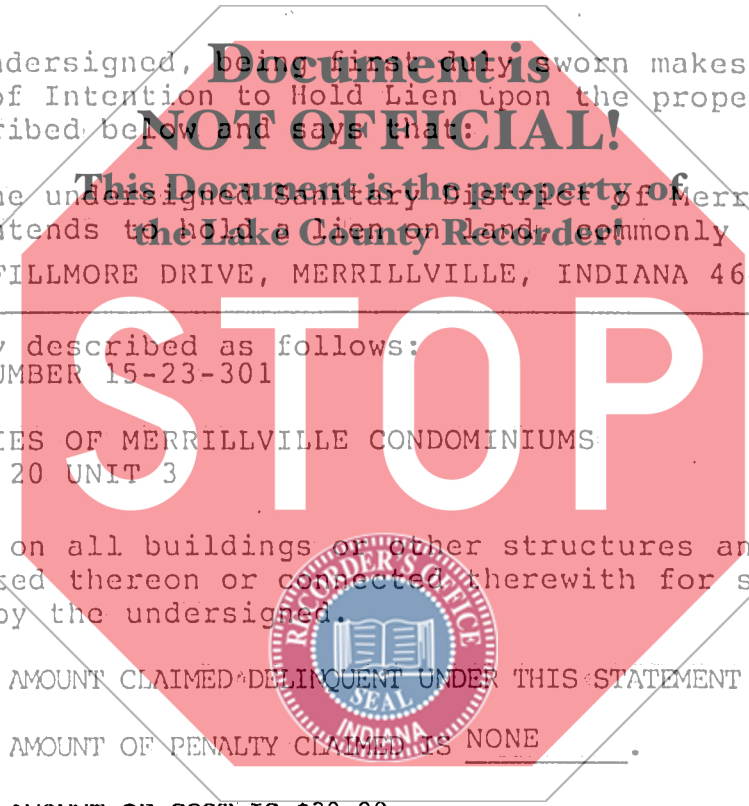 ndersigned, being first duly sworn makes
Document is
of Intention to Hold Lien upon the prope
NOT OFFICIAL!
ribed below and says that:
This Document is the property of
he undersigned Sanitary District of Merr
the Lake County Recorder!
ntends to hold a lien on land, commonly
FILLMORE DRIVE, MERRILLVILLE, INDIANA 46
y described as follows:
UMBER 15-23-301
STOP
IES OF MERRILLVILLE CONDOMINIUMS
20 UNIT 3
on all buildings or other structures an
sed thereon or connected therewith for s
by the undersigned.
RECORDER'S OFFICE
SEAL
INDIANA
AMOUNT CLAIMED DELINQUENT UNDER THIS STATEMENT
AMOUNT OF PENALTY CLAIMED IS NONE .